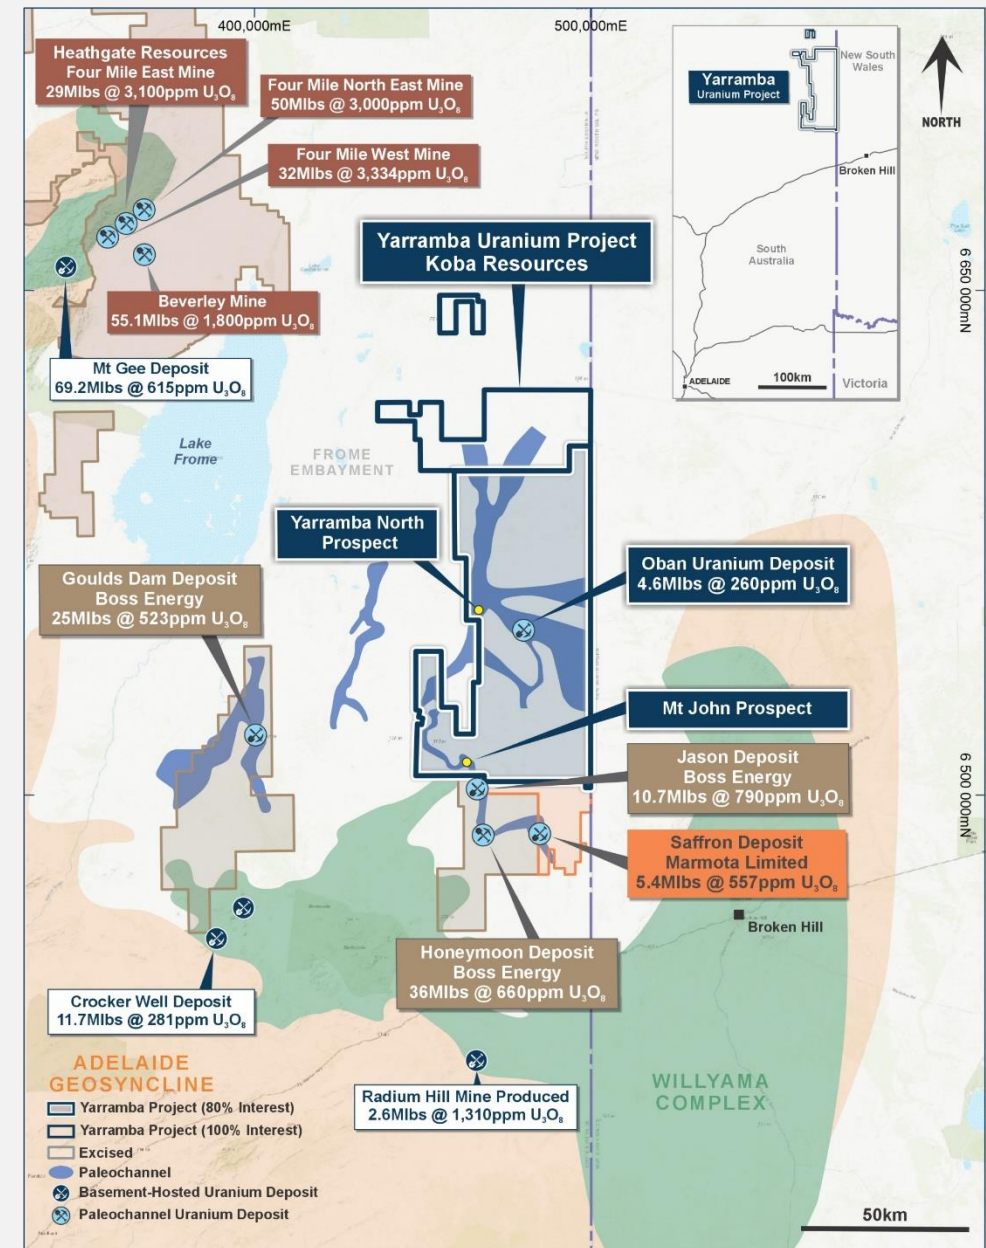 400,000mE
500,000mE
Heathgate Resources
Four Mile East Mine
29Mlbs @ 3,100ppm U₃O₈
Four Mile North East Mine
50Mlbs @ 3,000ppm U₃O₈
Four Mile West Mine
32Mlbs @ 3,334ppm U₃O₈
Beverley Mine
55.1Mlbs @ 1,800ppm U₃O₈
Mt Gee Deposit
69.2Mlbs @ 615ppm U₃O₈
Yarramba Uranium Project
Koba Resources
Yarramba
Uranium Project
New South
Wales
Broken Hill
South
Australia
ADELAIDE
100km
Victoria
NORTH
6 650 000mN
Lake
Frome
FROME
EMBAYMENT
Yarramba North
Prospect
Oban Uranium Deposit
4.6Mlbs @ 260ppm U₃O₈
Goulds Dam Deposit
Boss Energy
25Mlbs @ 523ppm U₃O₈
Mt John Prospect
Jason Deposit
Boss Energy
10.7Mlbs @ 790ppm U₃O₈
6 500 000mN
Saffron Deposit
Marmota Limited
5.4Mlbs @ 557ppm U₃O₈
Broken Hill
Honeymoon Deposit
Boss Energy
36Mlbs @ 660ppm U₃O₈
Crocker Well Deposit
11.7Mlbs @ 281ppm U₃O₈
Radium Hill Mine Produced
2.6Mlbs @ 1,310ppm U₃O₈
WILLYAMA
COMPLEX
ADELAIDE
GEOSYNCLINE
Yarramba Project (80% Interest)
Yarramba Project (100% Interest)
Excised
Paleochannel
Basement-Hosted Uranium Deposit
Paleochannel Uranium Deposit
50km